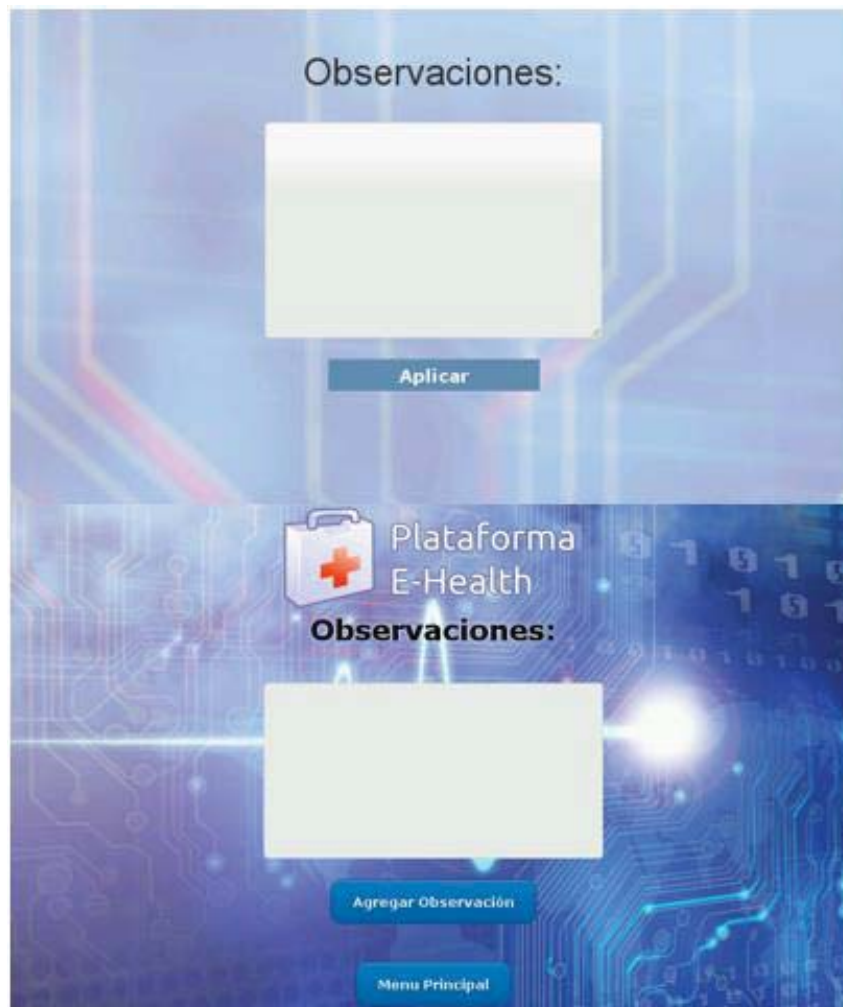 Observaciones:
Aplicar
Plataforma
E-Health
Observaciones:
Agregar Observación
Menu Principal